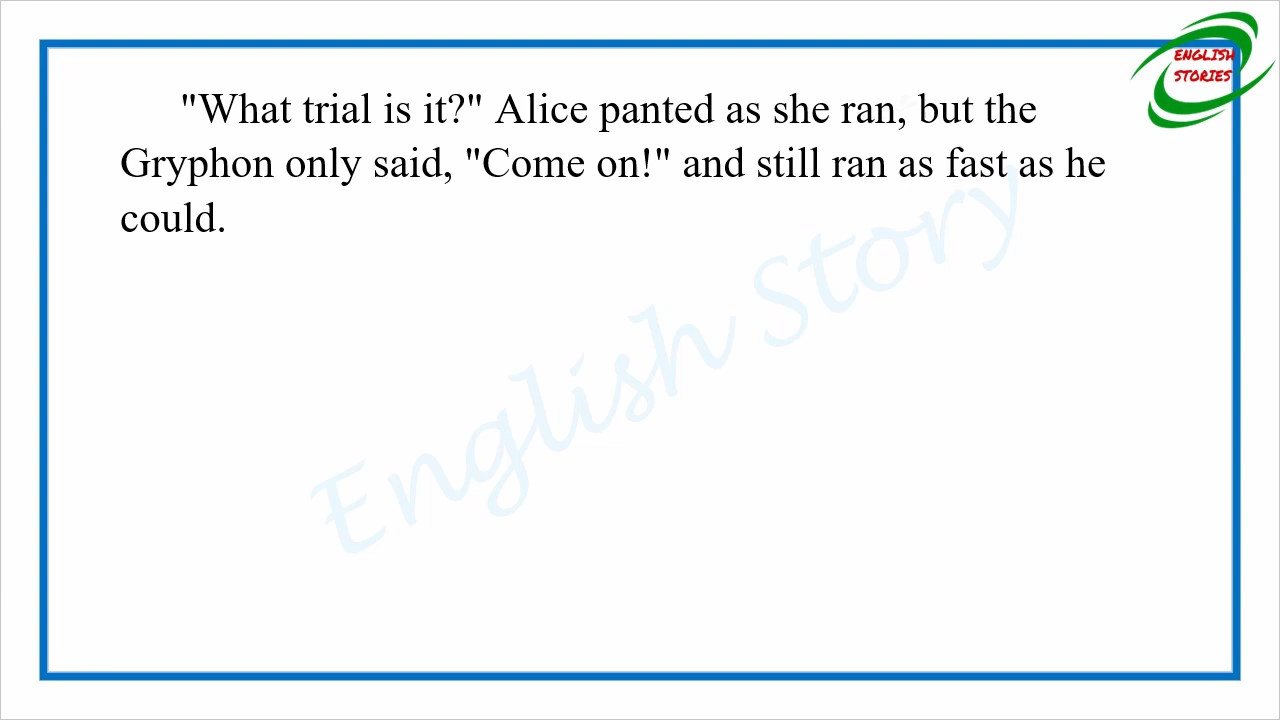 ENGLISH
STORIES
"What trial is it?" Alice panted as she ran, but the
Gryphon only said, "Come on!" and still ran as fast as he
could.
English Story